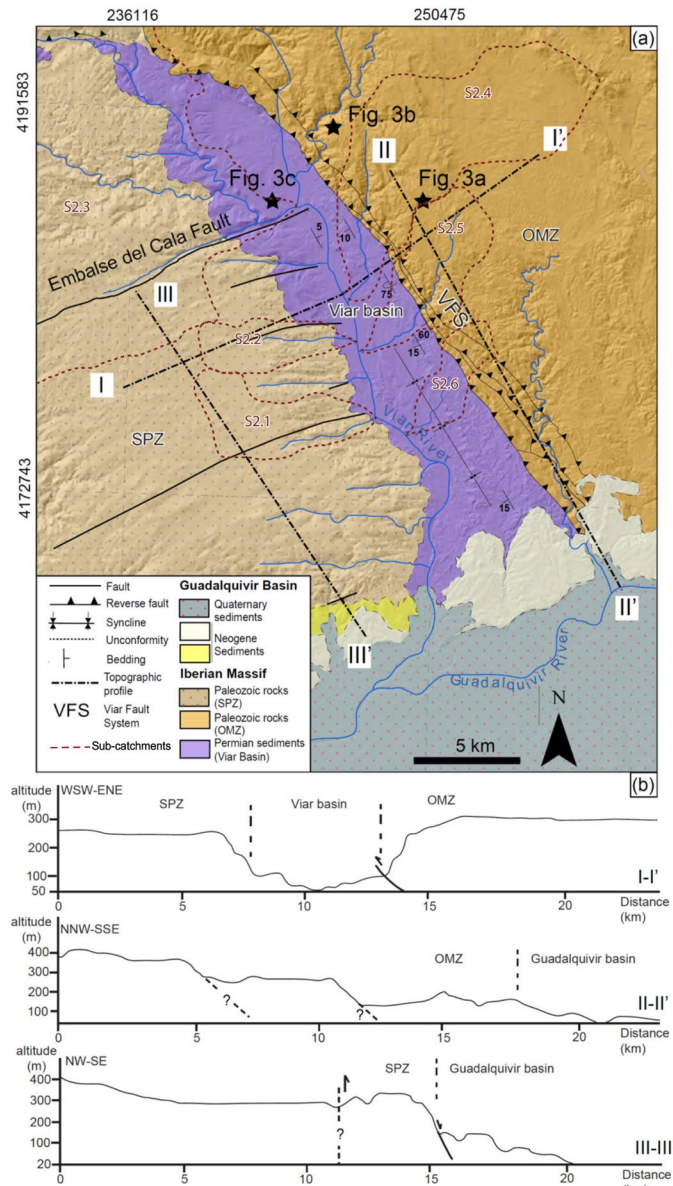 236116
250475
(a)
4191583
S2.4
Fig. 3b
II
I'
Fig. 3c
Fig. 3a
S2.3
S2.5
OMZ
5
10
Embalse del Cala Fault
III
75
VFS
Viar basin
60
S2.2
15
I
S2.6
S2.1
SPZ
Viar River
4172743
15
Fault
Reverse fault
Syncline
Unconformity
Bedding
Topographic
profile
VFS
Viar Fault
System
Sub-catchments
Guadalquivir Basin
Quaternary
sediments
Neogene
Sediments
Iberian Massif
Paleozoic rocks
(SPZ)
Paleozoic rocks
(OMZ)
Permian sediments
(Viar Basin)
II'
III'
Guadalquivir River
N
5 km
(b)
altitude
(m)
WSW-ENE
SPZ
Viar basin
OMZ
300
200
100
50
I-I'
0
5
10
15
20
Distance
(km)
altitude
(m)
NNW-SSE
OMZ
Guadalquivir basin
400
300
200
100
?
?
II-II'
0
5
10
15
20
Distance
(km)
altitude
(m)
NW-SE
SPZ
Guadalquivir basin
400
300
200
100
20
?
III-III
0
5
10
15
20
Distance